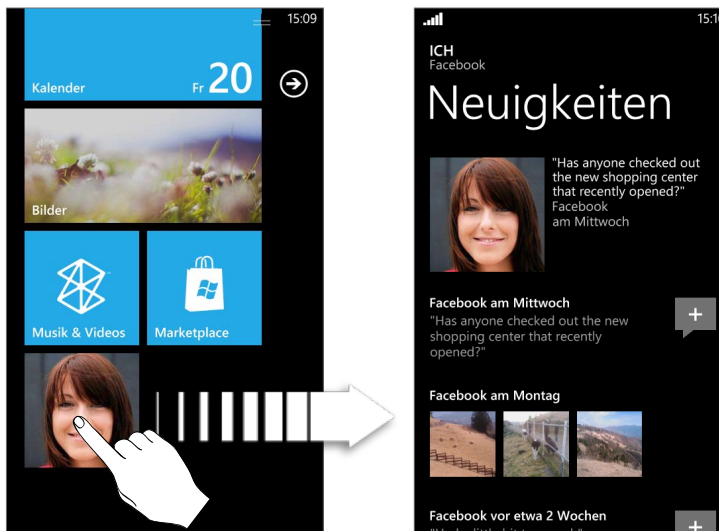 15:09
Kalender
Fr 20
Bilder
Musik & Videos
Marketplace
ICH
Facebook
Neuigkeiten
"Has anyone checked out
the new shopping center
that recently opened?"
Facebook
am Mittwoch
Facebook am Mittwoch
"Has anyone checked out the new
shopping center that recently
opened?"
Facebook am Montag
Facebook vor etwa 2 Wochen